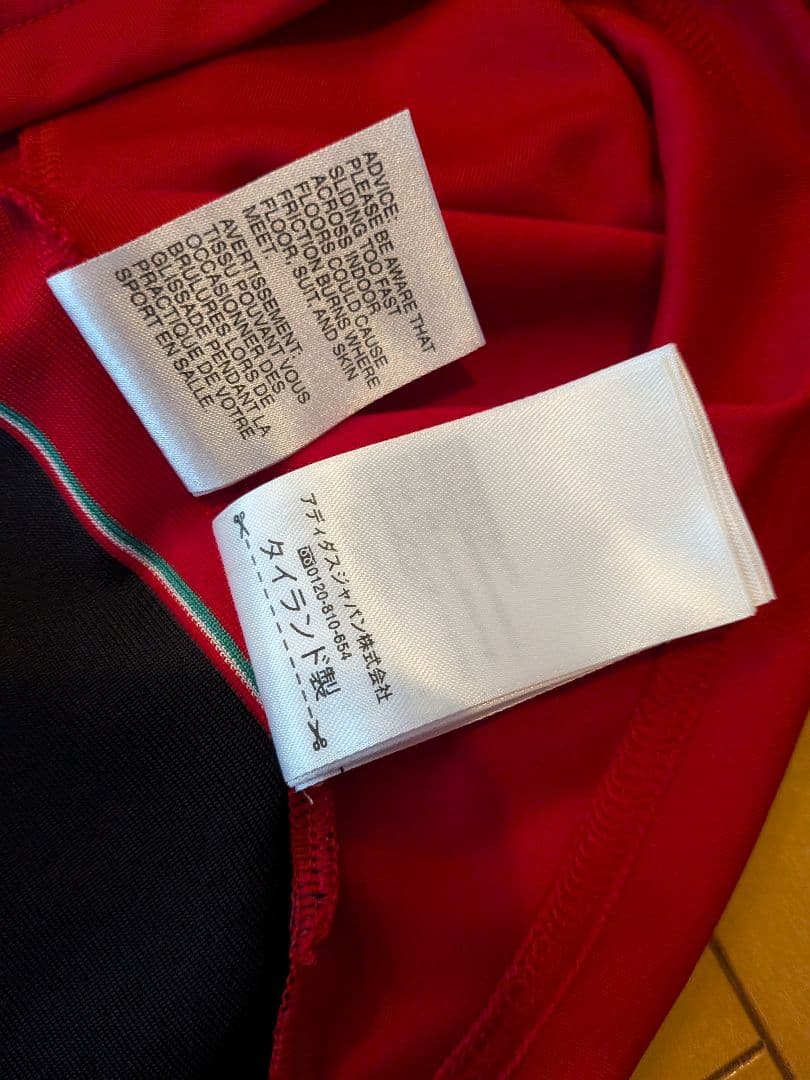 ADVICE:
PLEASE BE AWARE THAT
SLIDING TOO FAST
ACROSS INDOOR
FLOORS COULD CAUSE
FRICTION BURNS WHERE
FLOOR, SUIT, AND SKIN
MEET.
AVERTISSEMENT: VOUS
TISSU POUVANT
OCCASIONNER DES
BRULURES LORS DE
GLISSADE PENDANT LA
PRACTIQUE DE VOTRE
SPORT EN SALLE
アディダスジャパン株式会社
0120-810-654
タイランド製